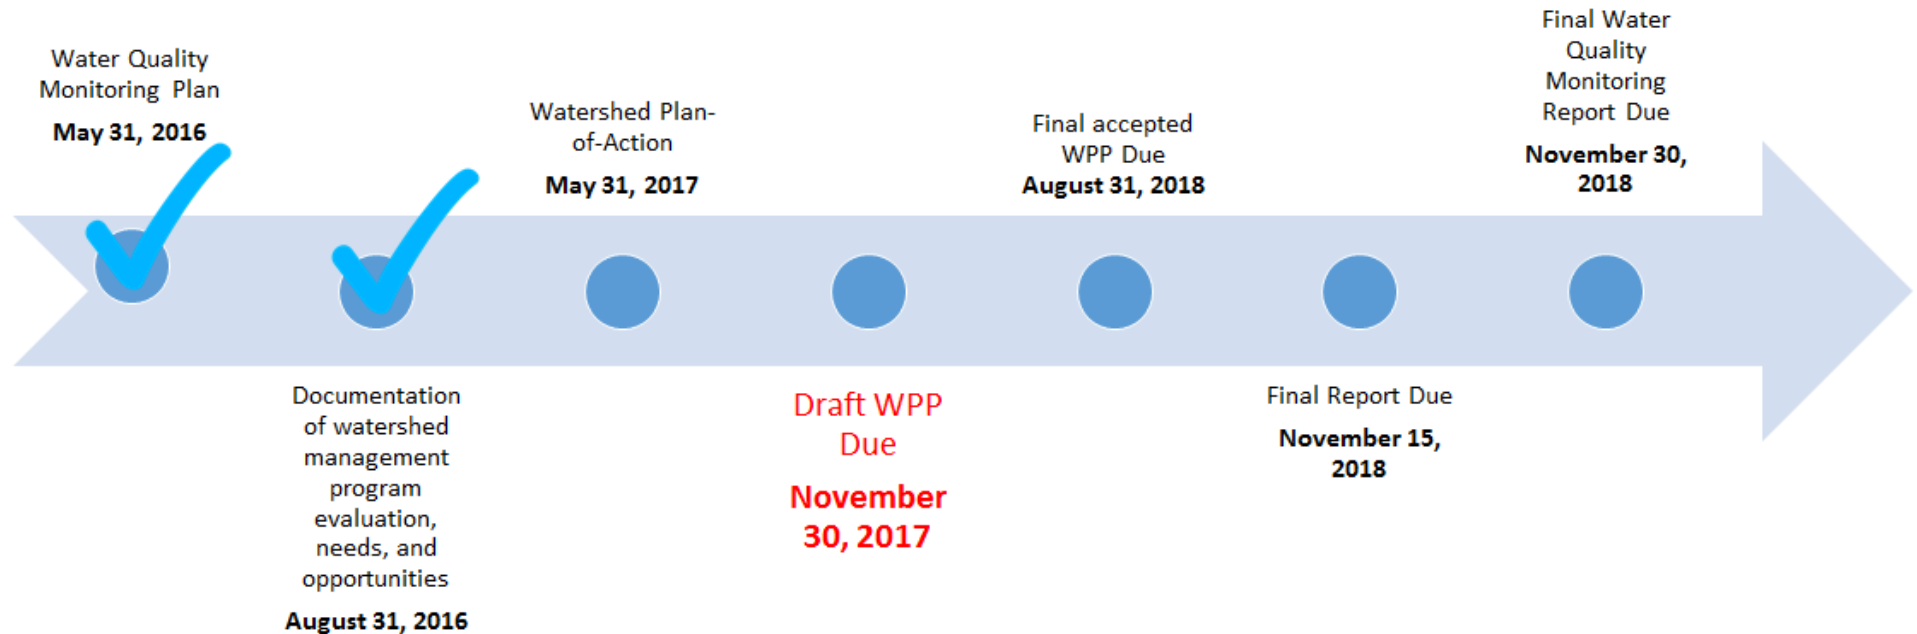 Water Quality
Monitoring Plan
May 31, 2016
Documentation
of watershed
management
program
evaluation,
needs, and
opportunities
August 31, 2016
Watershed Plan-
of-Action
May 31, 2017
Draft WPP
Due
November
30, 2017
Final accepted
WPP Due
August 31, 2018
Final Report Due
November 15,
2018
Final Water
Quality
Monitoring
Report Due
November 30,
2018